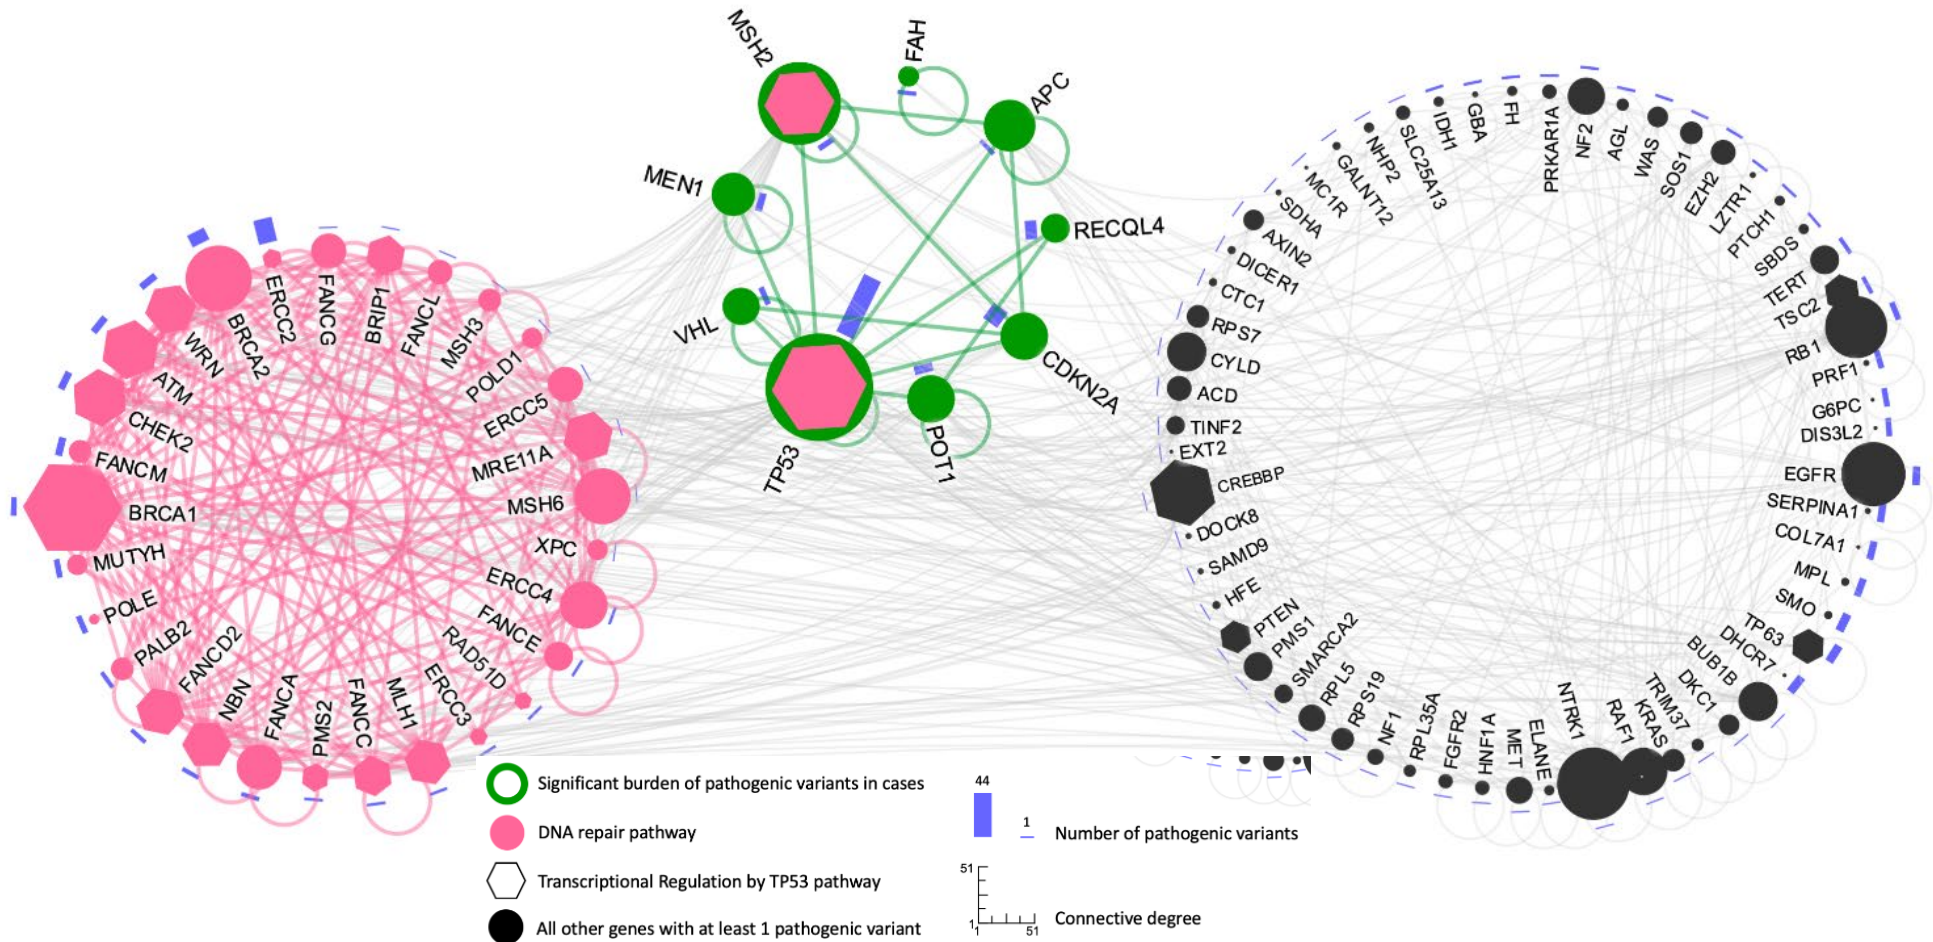 MSH2
FAH
APC
MEN1
RECQL4
VHL
CDKN2A
TP53
POT1
ERCC2
FANCG
BRIP1
FANCL
MSH3
POLD1
ERCC5
MRE11A
MSH6
XPC
ERCC4
FANCE
RAD51D
ERCC3
MLH1
FANCC
PMS2
FANCA
NBN
FANCD2
PALB2
POLE
MUTYH
BRCA1
FANCM
CHEK2
ATM
WRN
BRCA2
PRKAR1A
NF2
AGL
WAS
SOS1
EZH2
LZTR1
PTCH1
SBDS
TERT
TSC2
RB1
PRF1
G6PC
DIS3L2
EGFR
SERPINA1
COL7A1
MPL
SMO
TP63
DHCR7
BUB1B
DKC1
TRIM37
KRAS
RAF1
NTRK1
ELANE
MET
HNF1A
FGFR2
RPL35A
NF1
RPS19
RPL5
SMARCA2
PMS1
PTEN
HFE
SAMD9
DOCK8
CREBBP
EXT2
TINF2
ACD
CYLD
RPS7
CTC1
DICER1
AXIN2
SDHA
MC1R
GALNT12
NHP2
SLC25A13
IDH1
GBA
FH
Significant burden of pathogenic variants in cases
DNA repair pathway
Transcriptional Regulation by TP53 pathway
All other genes with at least 1 pathogenic variant
44
1
Number of pathogenic variants
51
1
1
51
Connective degree